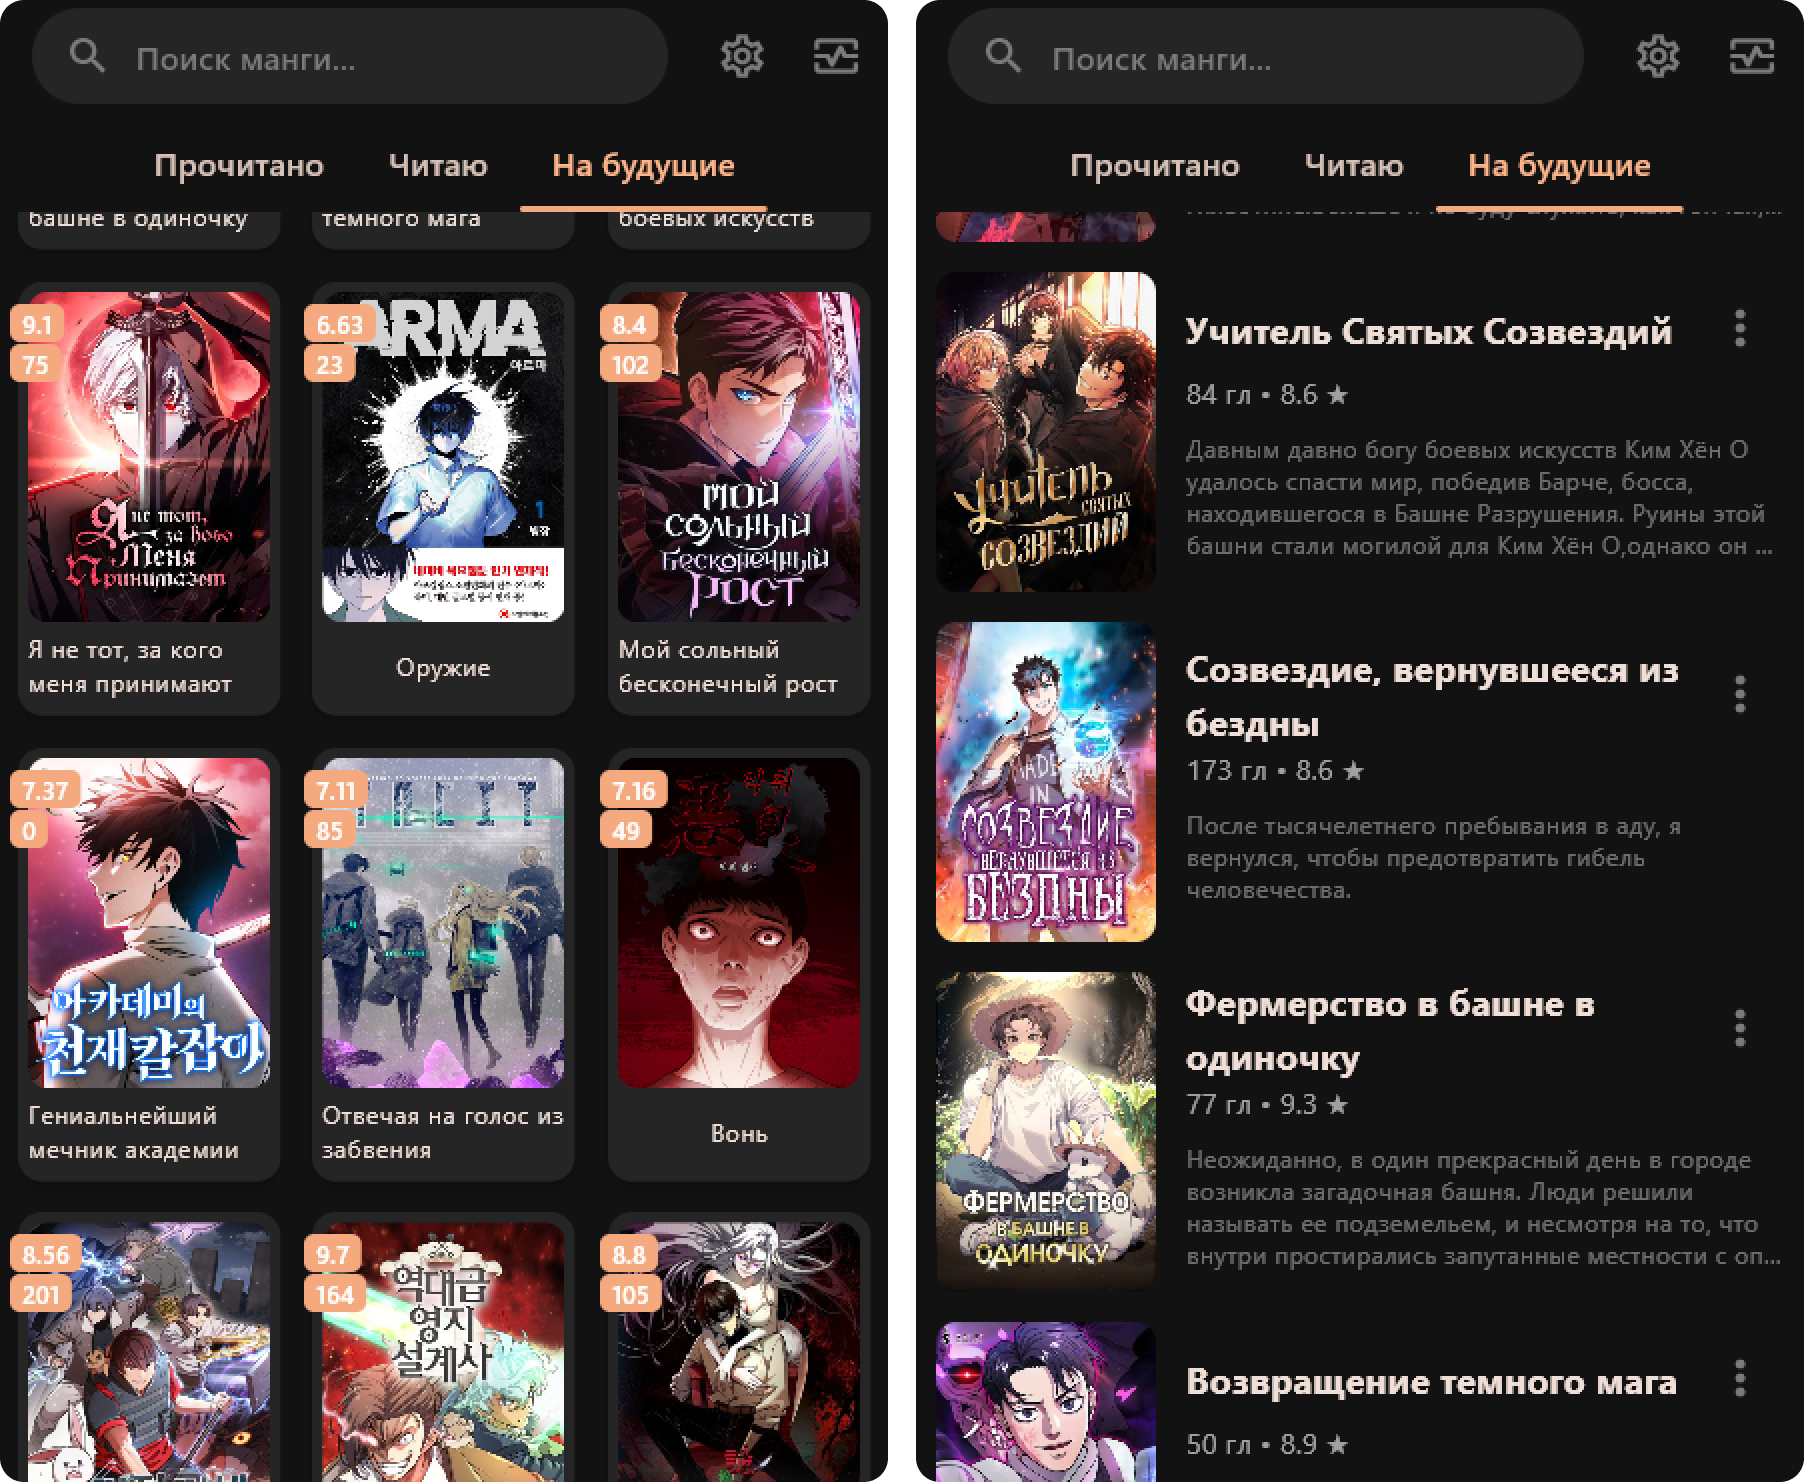 Поиск манги...
Прочитано
Читаю
На будущие
башне в одиночку
темного мага
боевых искусств
9.1
75
Я не тот,
за кого
Меня
Принимают
Я не тот, за кого
меня принимают
6.63
23
ARMA
아르마
1
Оружие
8.4
102
МОЙ
СОЛЬНЫЙ
Бесконечный
РОСТ
Мой сольный
бесконечный рост
7.37
0
아카데미의
천재칼잡이
Гениальнейший
мечник академии
7.11
85
Отвечая на голос из
забвения
7.16
49
Вонь
8.56
201
9.7
164
역대급
영지
설계사
8.8
105
Поиск манги...
Прочитано
Читаю
На будущие
Учитель
святых
СОЗВЕЗДИЙ
Учитель Святых Созвездий
84 гл • 8.6 ★
Давным давно богу боевых искусств Ким Хён О
удалось спасти мир, победив Барче, босса,
находившегося в Башне Разрушения. Руины этой
башни стали могилой для Ким Хён О,однако он ...
MADE
IN
СОЗВЕЗДИЕ
ВЕРНУВШЕЕСЯ ИЗ
БЕЗДНЫ
Созвездие, вернувшееся из
бездны
173 гл • 8.6 ★
После тысячелетнего пребывания в аду, я
вернулся, чтобы предотвратить гибель
человечества.
ФЕРМЕРСТВО
В БАШНЕ В
ОДИНОЧКУ
Фермерство в башне в
одиночку
77 гл • 9.3 ★
Неожиданно, в один прекрасный день в городе
возникла загадочная башня. Люди решили
называть ее подземельем, и несмотря на то, что
внутри простирались запутанные местности с оп...
Возвращение темного мага
50 гл • 8.9 ★